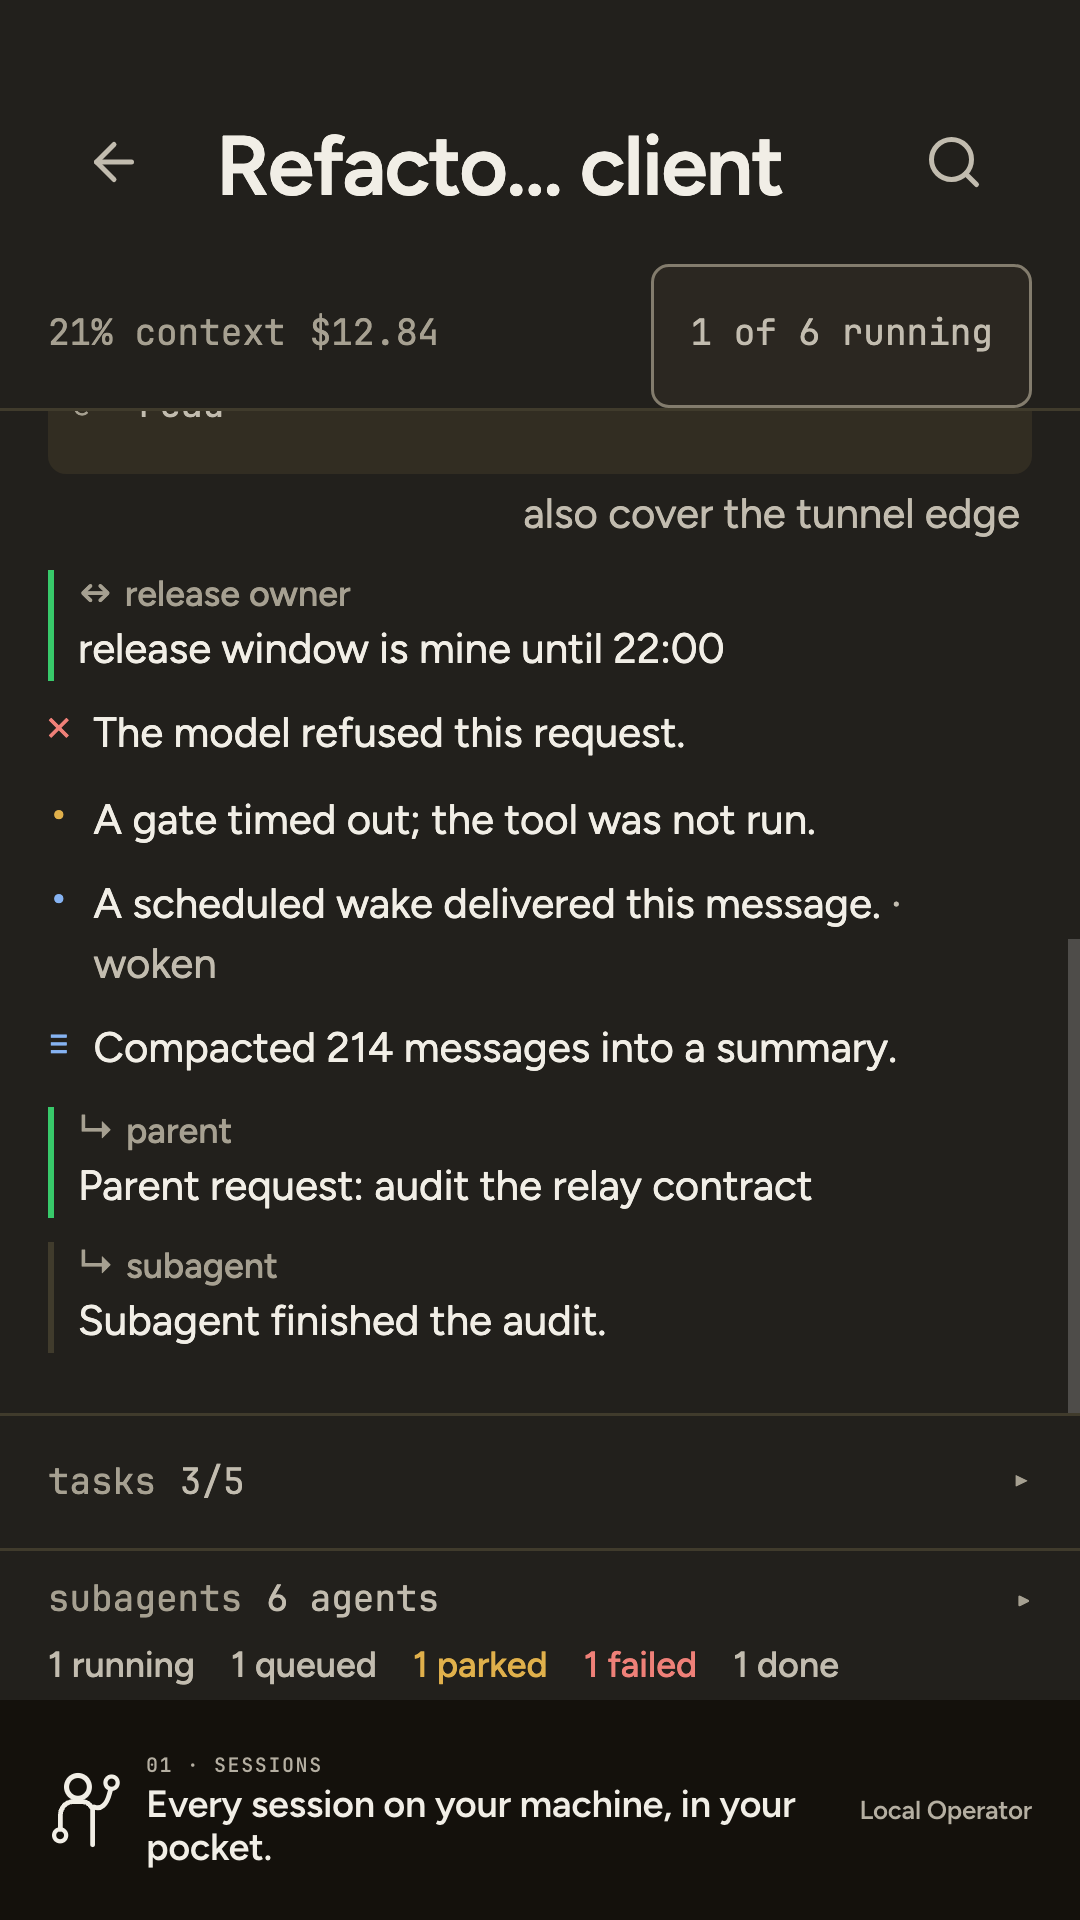 Refacto... client
21% context $12.84
1 of 6 running
also cover the tunnel edge
↔ release owner
release window is mine until 22:00
The model refused this request.
A gate timed out; the tool was not run.
A scheduled wake delivered this message. ·
woken
Compacted 214 messages into a summary.
parent
Parent request: audit the relay contract
subagent
Subagent finished the audit.
tasks 3/5
subagents 6 agents
1 running 1 queued 1 parked 1 failed 1 done
01 · SESSIONS
Every session on your machine, in your
pocket.
Local Operator